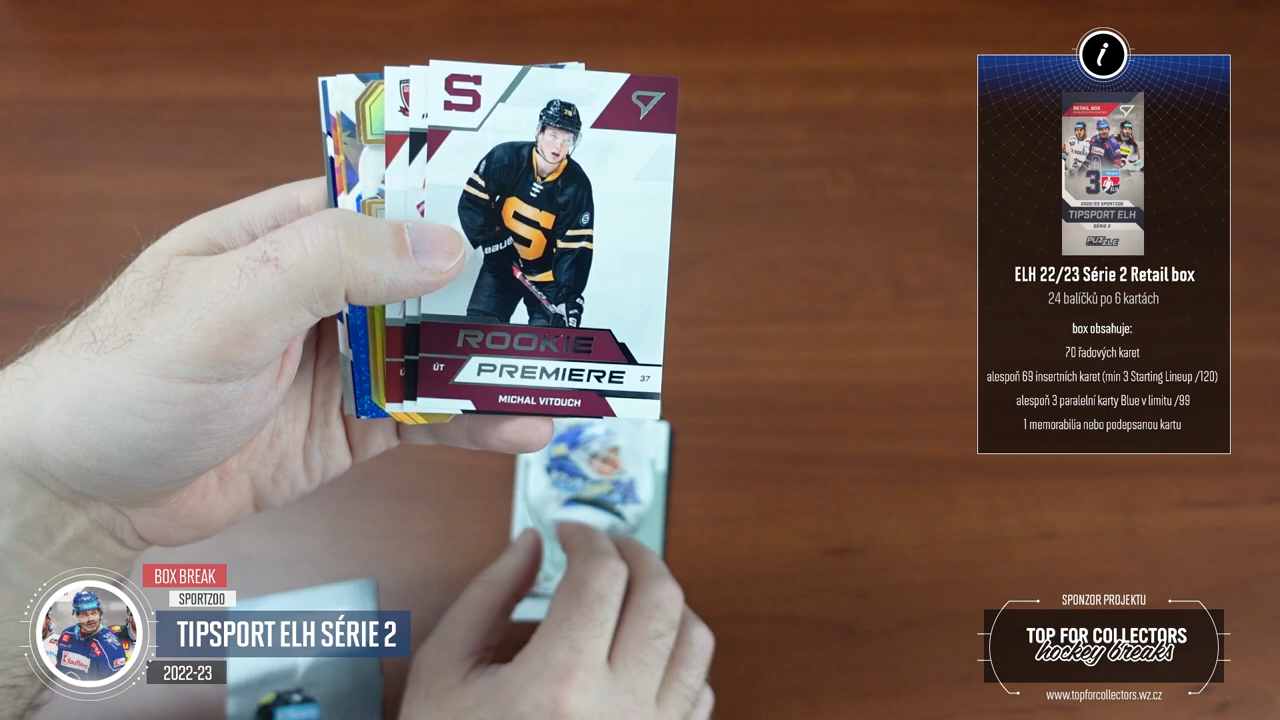 S
S
BAUER
ROOKIE
ÚT
PREMIERE
37
MICHAL VITOUCH
i
RETAIL BOX
2022/23 SPORTZOO
TIPSPORT ELH
SÉRIE 2
PUZZLE
ELH 22/23 Série 2 Retail box
24 balíčků po 6 kartách
box obsahuje:
70 řadových karet
alespoň 69 insertních karet (min 3 Starting Lineup /120)
alespoň 3 paralelní karty Blue v limitu /99
1 memorabilia nebo podepsanou kartu
BOX BREAK
SPORTZOO
TIPSPORT ELH SÉRIE 2
2022-23
SPONZOR PROJEKTU
TOP FOR COLLECTORS
hockey breaks
www.topforcollectors.wz.cz